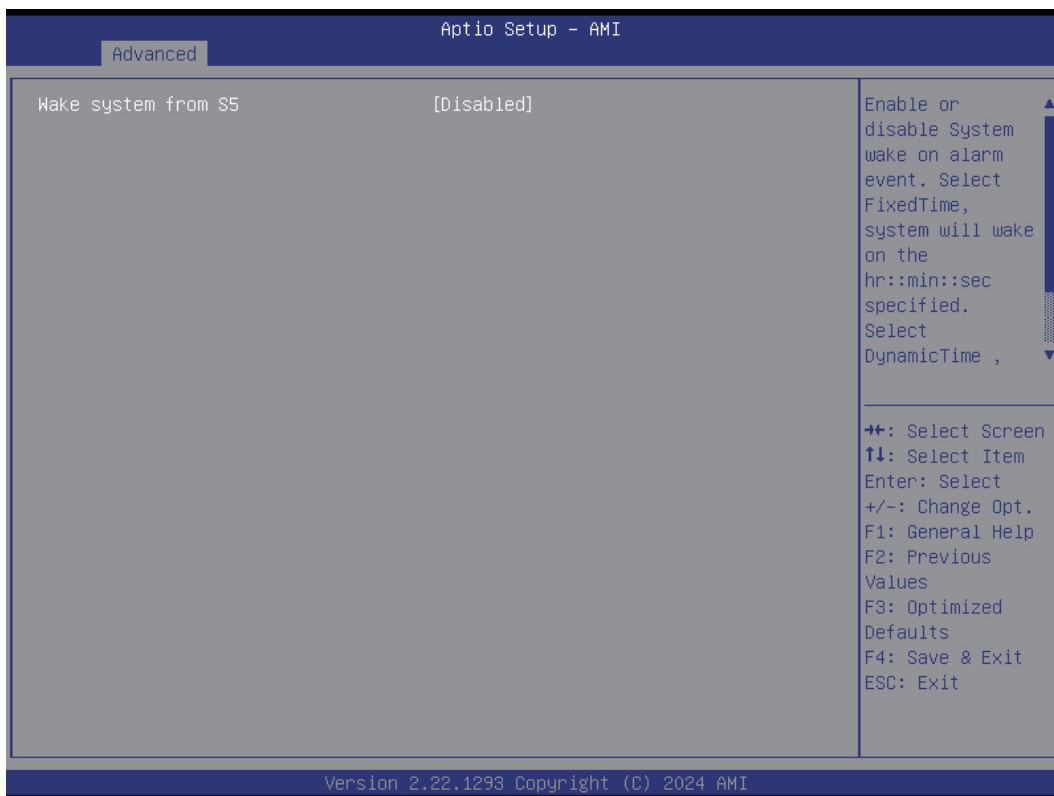 Aptio Setup – AMI
Advanced
Wake system from S5 [Disabled]
Enable or
disable System
wake on alarm
event. Select
FixedTime,
system will wake
on the
hr::min::sec
specified.
Select
DynamicTime ,
→←: Select Screen
↑↓: Select Item
Enter: Select
+/-: Change Opt.
F1: General Help
F2: Previous
Values
F3: Optimized
Defaults
F4: Save & Exit
ESC: Exit
Version 2.22.1293 Copyright (C) 2024 AMI